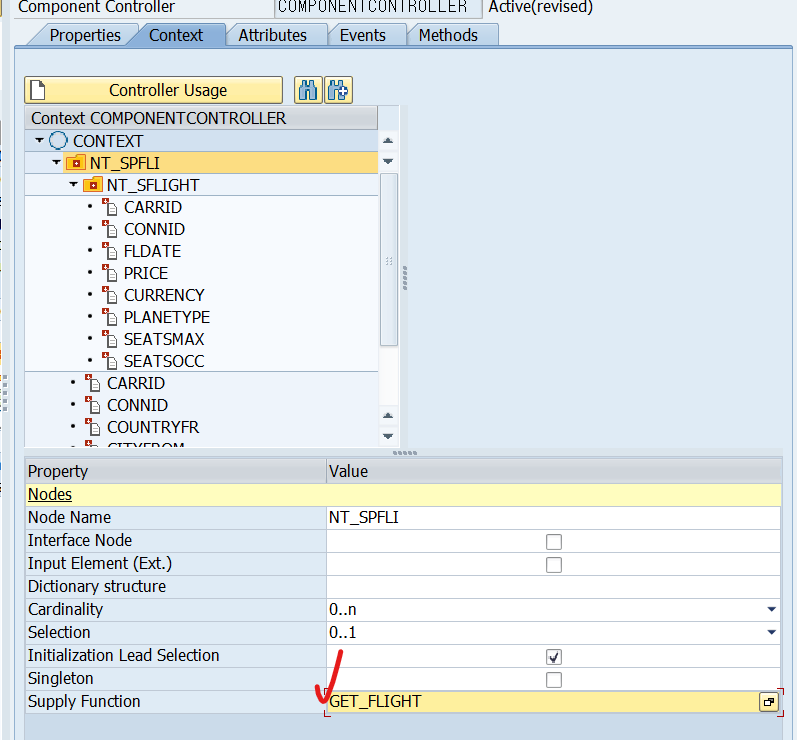 Component Controller COMPONENTCONTROLLER Active(revised)
Properties Context Attributes Events Methods
Controller Usage
Context COMPONENTCONTROLLER
CONTEXT
NT_SPFLI
NT_SFLIGHT
CARRID
CONNID
FLDATE
PRICE
CURRENCY
PLANETYPE
SEATSMAX
SEATSOCC
CARRID
CONNID
COUNTRYFR
CITYFROM
Property Value
Nodes
Node Name NT_SPFLI
Interface Node
Input Element (Ext.)
Dictionary structure
Cardinality 0..n
Selection 0..1
Initialization Lead Selection
Singleton
Supply Function GET_FLIGHT